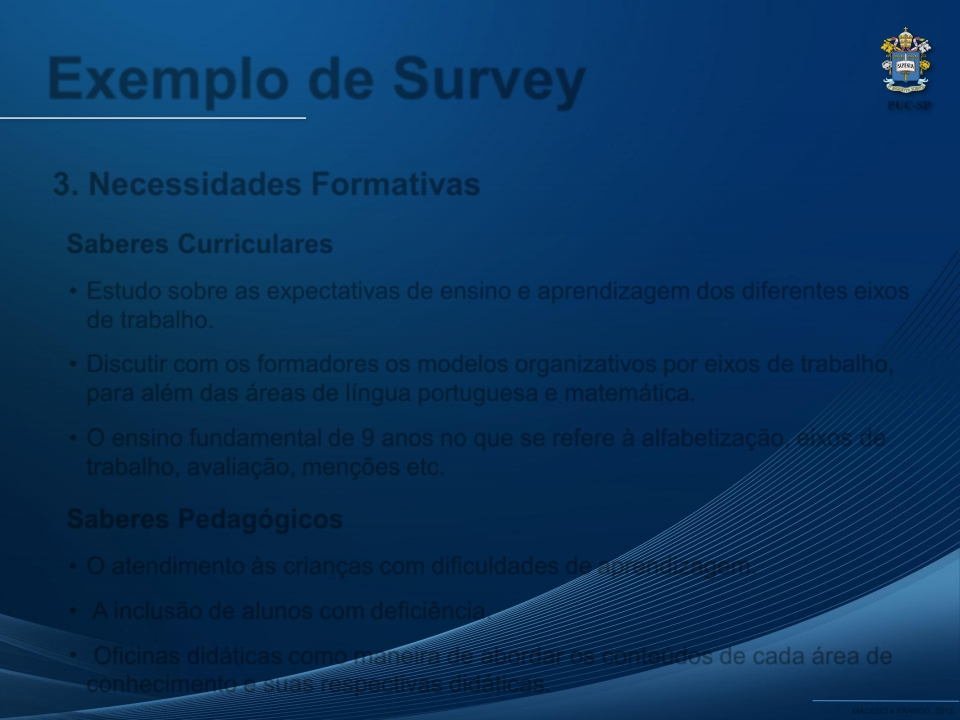 Exemplo de Survey
SAPIENTIA
PUC-SP
3. Necessidades Formativas
Saberes Curriculares
• Estudo sobre as expectativas de ensino e aprendizagem dos diferentes eixos
de trabalho.
• Discutir com os formadores os modelos organizativos por eixos de trabalho,
para além das áreas de língua portuguesa e matemática.
• O ensino fundamental de 9 anos no que se refere à alfabetização, eixos de
trabalho, avaliação, menções etc.
Saberes Pedagógicos
• O atendimento às crianças com dificuldades de aprendizagem.
• A inclusão de alunos com deficiência
• Oficinas didáticas como maneira de abordar os conteúdos de cada área de
conhecimento e suas respectivas didáticas.